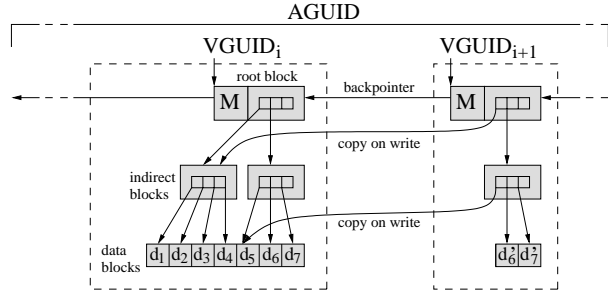 AGUID
VGUIDᵢ
VGUIDᵢ₊₁
root block
M
backpointer
M
copy on write
indirect
blocks
copy on write
data
blocks
d₁ d₂ d₃ d₄ d₅ d₆ d₇
d'₆ d'₇